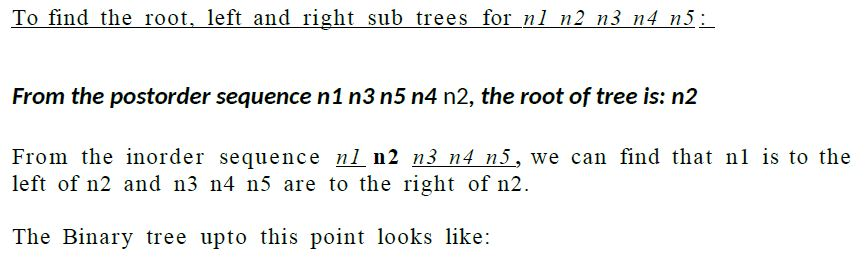 To find the root, left and right sub trees for n1 n2 n3 n4 n5:
From the postorder sequence n1 n3 n5 n4 n2, the root of tree is: n2
From the inorder sequence n1 n2 n3 n4 n5, we can find that n1 is to the
left of n2 and n3 n4 n5 are to the right of n2.
The Binary tree upto this point looks like: